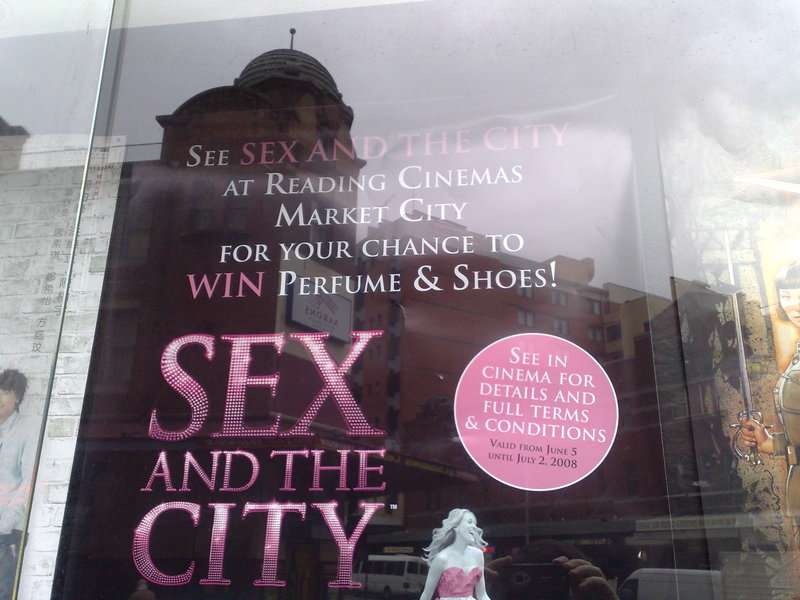 SEE SEX AND THE CITY
AT READING CINEMAS
MARKET CITY
FOR YOUR CHANCE TO
WIN PERFUME & SHOES!
SEX
AND THE
CITY™
SEE IN
CINEMA FOR
DETAILS AND
FULL TERMS
& CONDITIONS
VALID FROM JUNE 5
UNTIL JULY 2, 2008